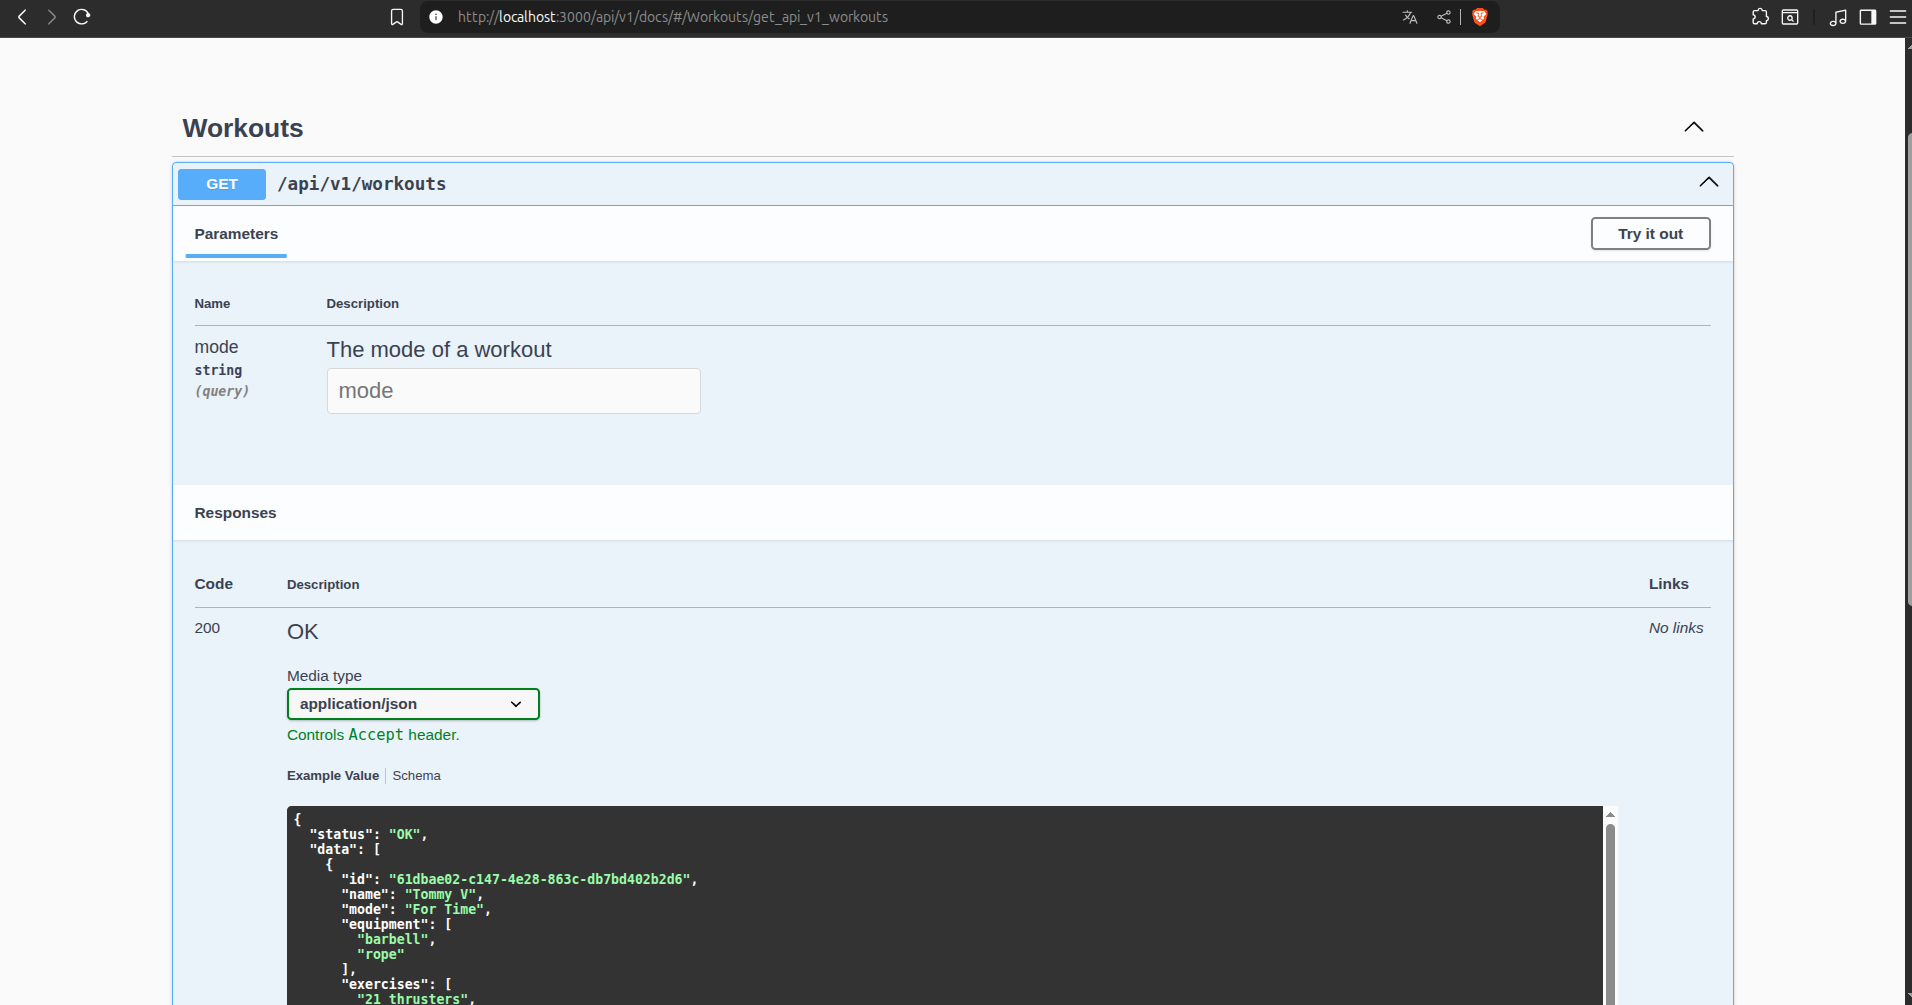 http://localhost:3000/api/v1/docs/#/Workouts/get_api_v1_workouts
Workouts
GET /api/v1/workouts
Parameters
Try it out
Name Description
mode
string
(query)
The mode of a workout
mode
Responses
Code Description Links
200 OK No links
Media type
application/json
Controls Accept header.
Example Value Schema
{
"status": "OK",
"data": [
{
"id": "61dbae02-c147-4e28-863c-db7bd402b2d6",
"name": "Tommy V",
"mode": "For Time",
"equipment": [
"barbell",
"rope"
],
"exercises": [
"21 thrusters",